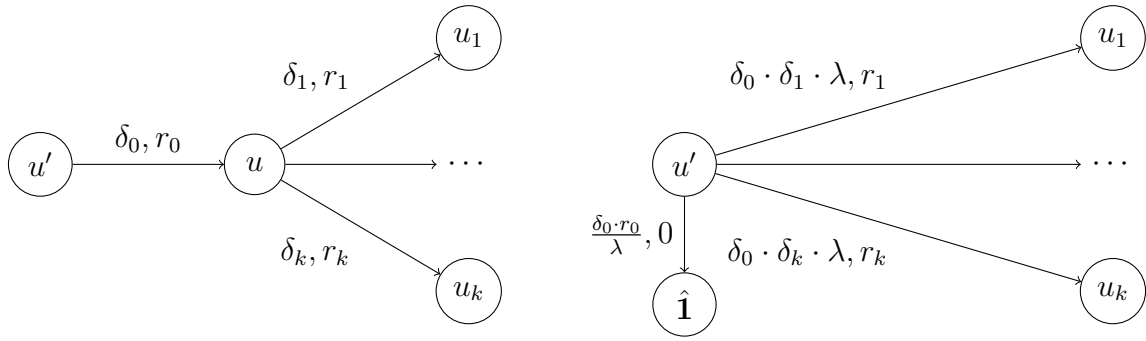 u₁
δ₁, r₁
u′
δ₀, r₀
u
⋯
δₖ, rₖ
uₖ
u₁
δ₀ · δ₁ · λ, r₁
u′
⋯
δ₀·r₀/λ, 0
δ₀ · δₖ · λ, rₖ
𝟏̂
uₖ